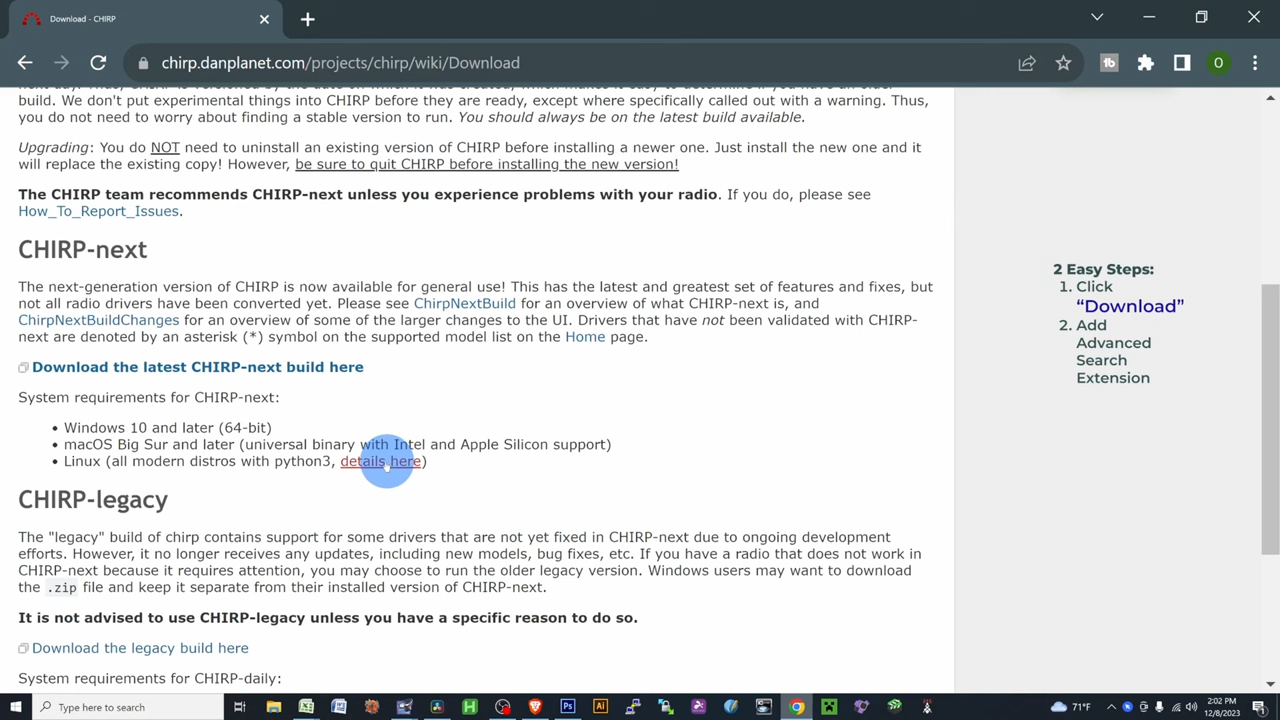 Download - CHIRP
chirp.danplanet.com/projects/chirp/wiki/Download
build. We don't put experimental things into CHIRP before they are ready, except where specifically called out with a warning. Thus,
you do not need to worry about finding a stable version to run. You should always be on the latest build available.
Upgrading: You do NOT need to uninstall an existing version of CHIRP before installing a newer one. Just install the new one and it
will replace the existing copy! However, be sure to quit CHIRP before installing the new version!
The CHIRP team recommends CHIRP-next unless you experience problems with your radio. If you do, please see
How_To_Report_Issues.
CHIRP-next
The next-generation version of CHIRP is now available for general use! This has the latest and greatest set of features and fixes, but
not all radio drivers have been converted yet. Please see ChirpNextBuild for an overview of what CHIRP-next is, and
ChirpNextBuildChanges for an overview of some of the larger changes to the UI. Drivers that have not been validated with CHIRP-
next are denoted by an asterisk (*) symbol on the supported model list on the Home page.
Download the latest CHIRP-next build here
System requirements for CHIRP-next:
• Windows 10 and later (64-bit)
• macOS Big Sur and later (universal binary with Intel and Apple Silicon support)
• Linux (all modern distros with python3, details here)
CHIRP-legacy
The "legacy" build of chirp contains support for some drivers that are not yet fixed in CHIRP-next due to ongoing development
efforts. However, it no longer receives any updates, including new models, bug fixes, etc. If you have a radio that does not work in
CHIRP-next because it requires attention, you may choose to run the older legacy version. Windows users may want to download
the .zip file and keep it separate from their installed version of CHIRP-next.
It is not advised to use CHIRP-legacy unless you have a specific reason to do so.
Download the legacy build here
System requirements for CHIRP-daily:
2 Easy Steps:
1. Click
“Download”
2. Add
Advanced
Search
Extension
Type here to search
71°F
2:02 PM
12/8/2023